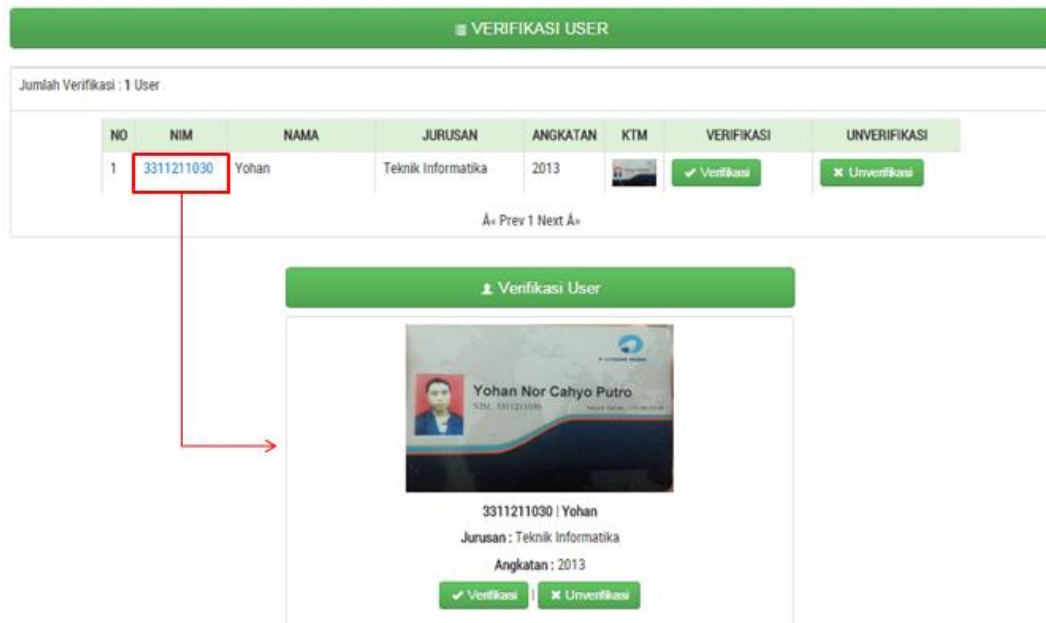 VERIFIKASI USER
Jumlah Verifikasi : 1 User
NO NIM NAMA JURUSAN ANGKATAN KTM VERIFIKASI UNVERIFIKASI
1 3311211030 Yohan Teknik Informatika 2013 Verifikasi Unverifikasi
Â« Prev 1 Next Â»
Verifikasi User
Yohan Nor Cahyo Putro
NIM. 3311211030
3311211030 | Yohan
Jurusan : Teknik Informatika
Angkatan : 2013
Verifikasi | Unverifikasi